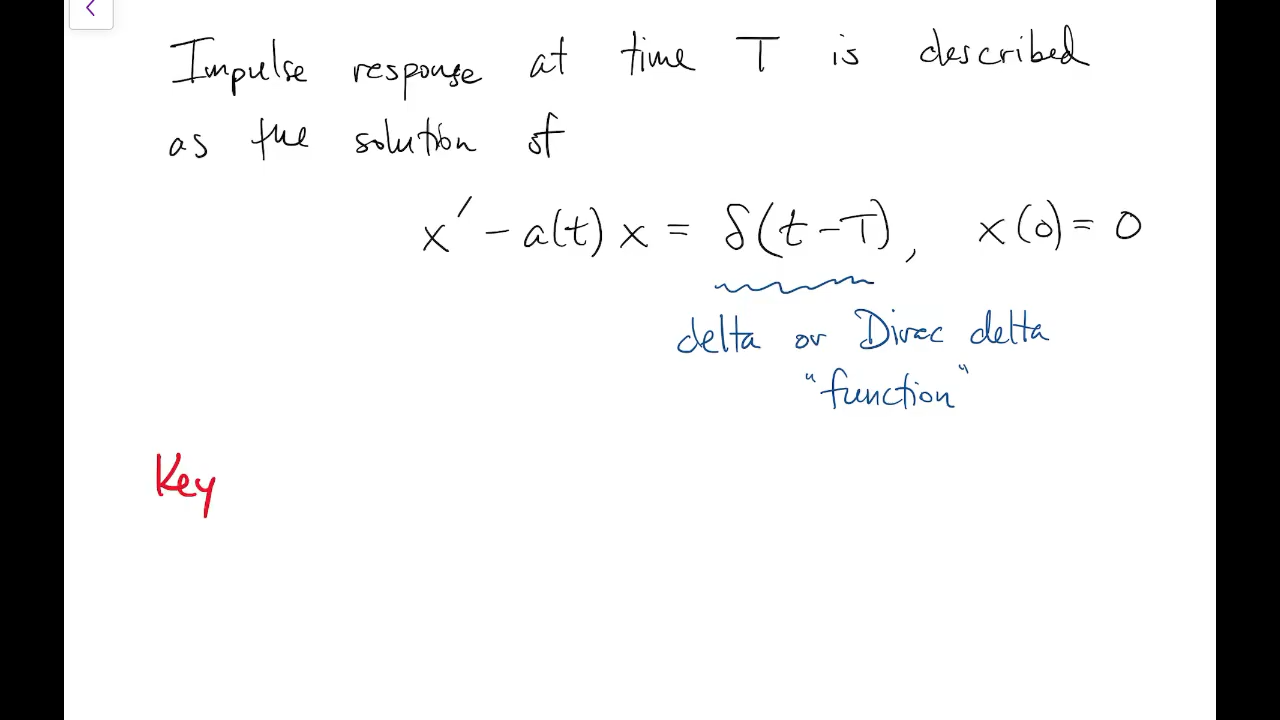 Impulse response at time T is described
as the solution of
x′ - a(t) x = δ(t-T), x(0) = 0
delta or Dirac delta
"function"
Key